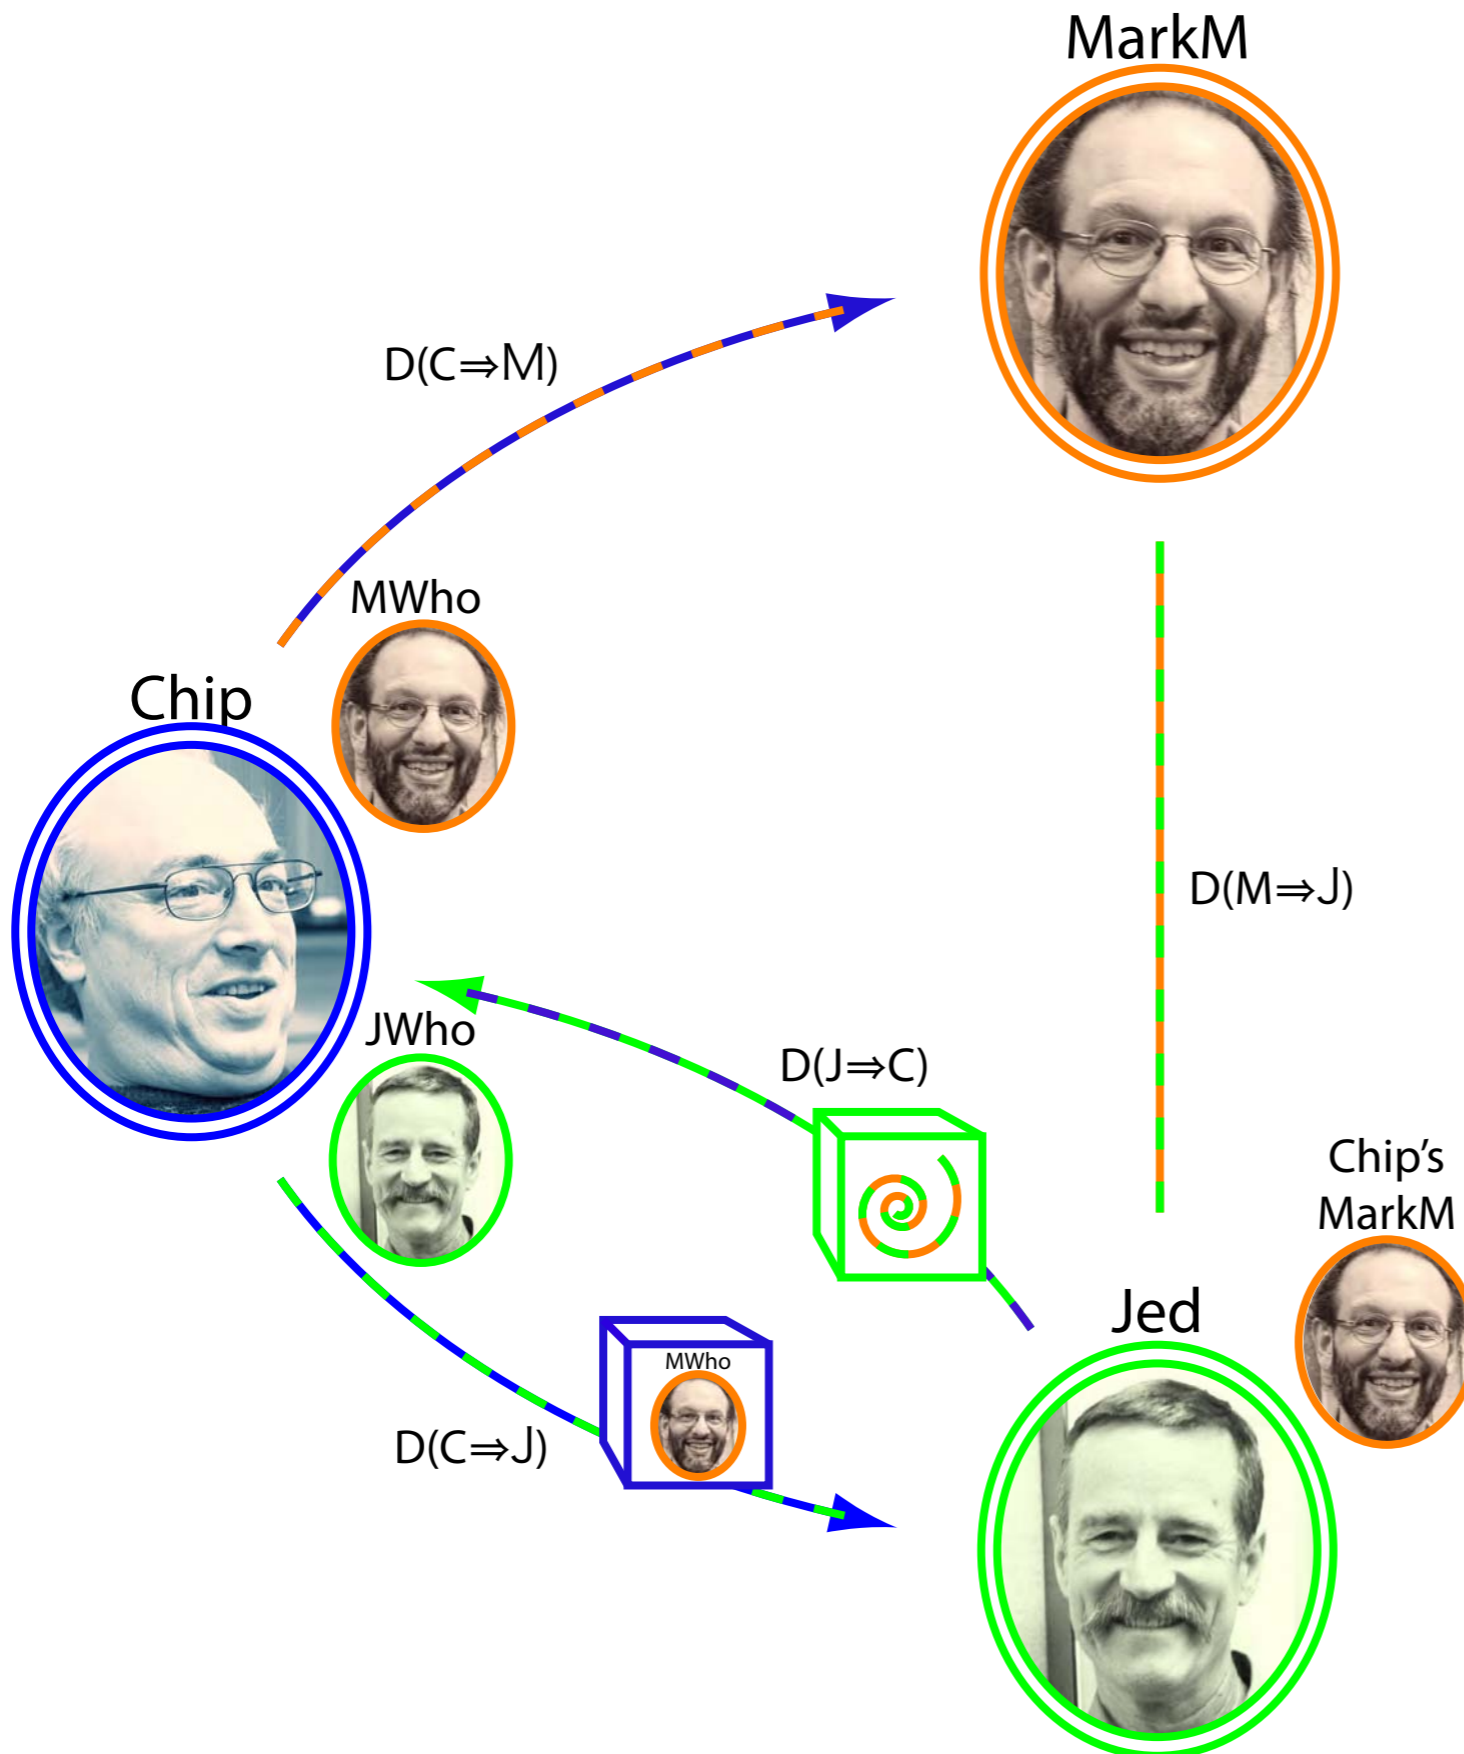 MarkM
D(C⇒M)
MWho
Chip
D(M⇒J)
JWho
D(J⇒C)
Chip's
MarkM
Jed
MWho
D(C⇒J)